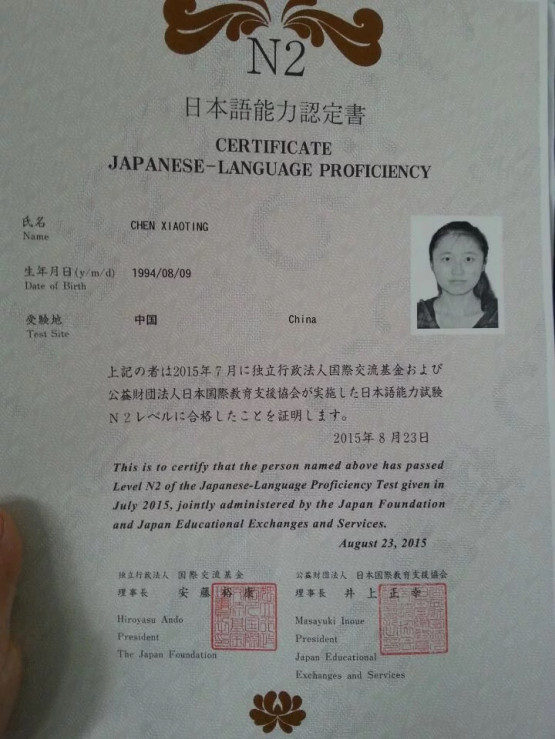 N2
日本語能力認定書
CERTIFICATE
JAPANESE-LANGUAGE PROFICIENCY
氏名 CHEN XIAOTING
Name
生年月日(y/m/d) 1994/08/09
Date of Birth
受験地 中国 China
Test Site
上記の者は2015年7月に独立行政法人国際交流基金および
公益財団法人日本国際教育支援協会が実施した日本語能力試験
N2レベルに合格したことを証明します。
2015年8月23日
This is to certify that the person named above has passed
Level N2 of the Japanese-Language Proficiency Test given in
July 2015, jointly administered by the Japan Foundation
and Japan Educational Exchanges and Services.
August 23, 2015
独立行政法人 国際交流基金
理事長 安藤裕康
Hiroyasu Ando
President
The Japan Foundation
公益財団法人 日本国際教育支援協会
理事長 井上正幸
Masayuki Inoue
President
Japan Educational
Exchanges and Services